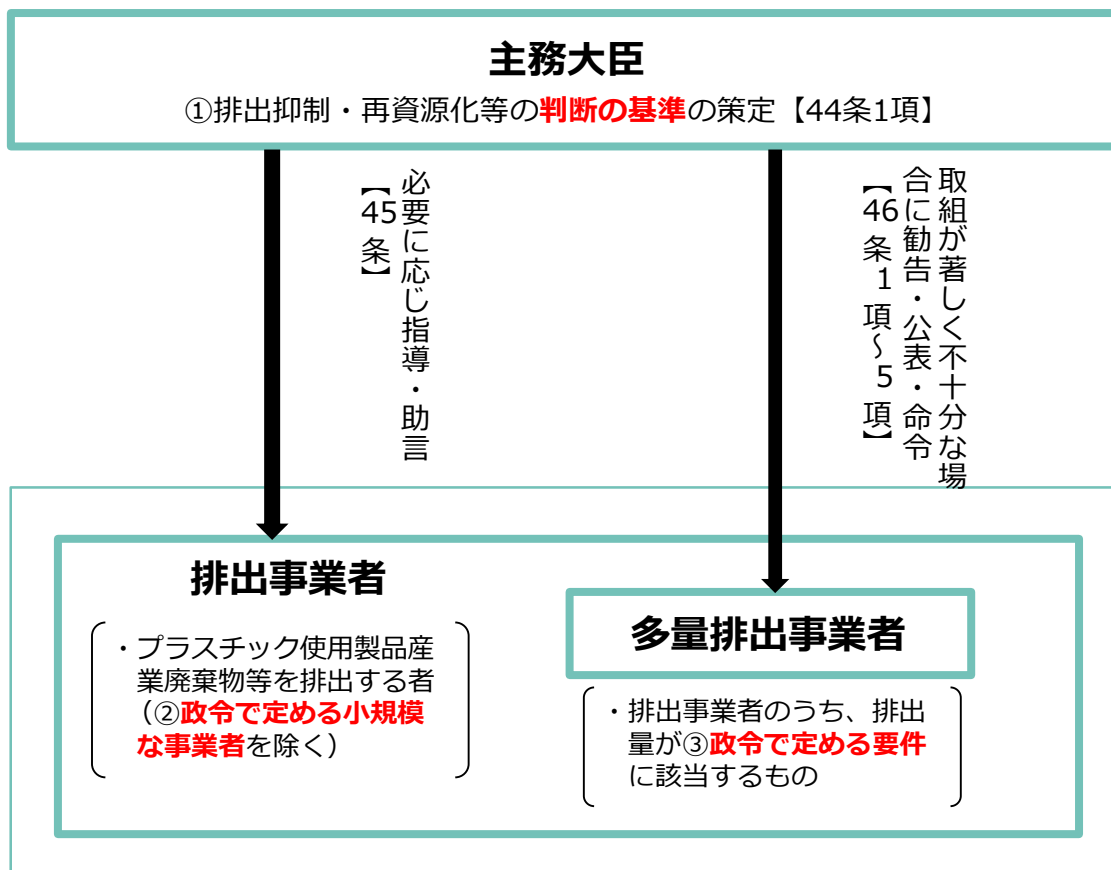 主務大臣
①排出抑制・再資源化等の判断の基準の策定【44条1項】
必要に応じ指導・助言
【45条】
取組が著しく不十分な場
合に勧告・公表・命令
【46条1項～5項】
排出事業者
・プラスチック使用製品産
業廃棄物等を排出する者
（②政令で定める小規模
な事業者を除く）
多量排出事業者
・排出事業者のうち、排出
量が③政令で定める要件
に該当するもの